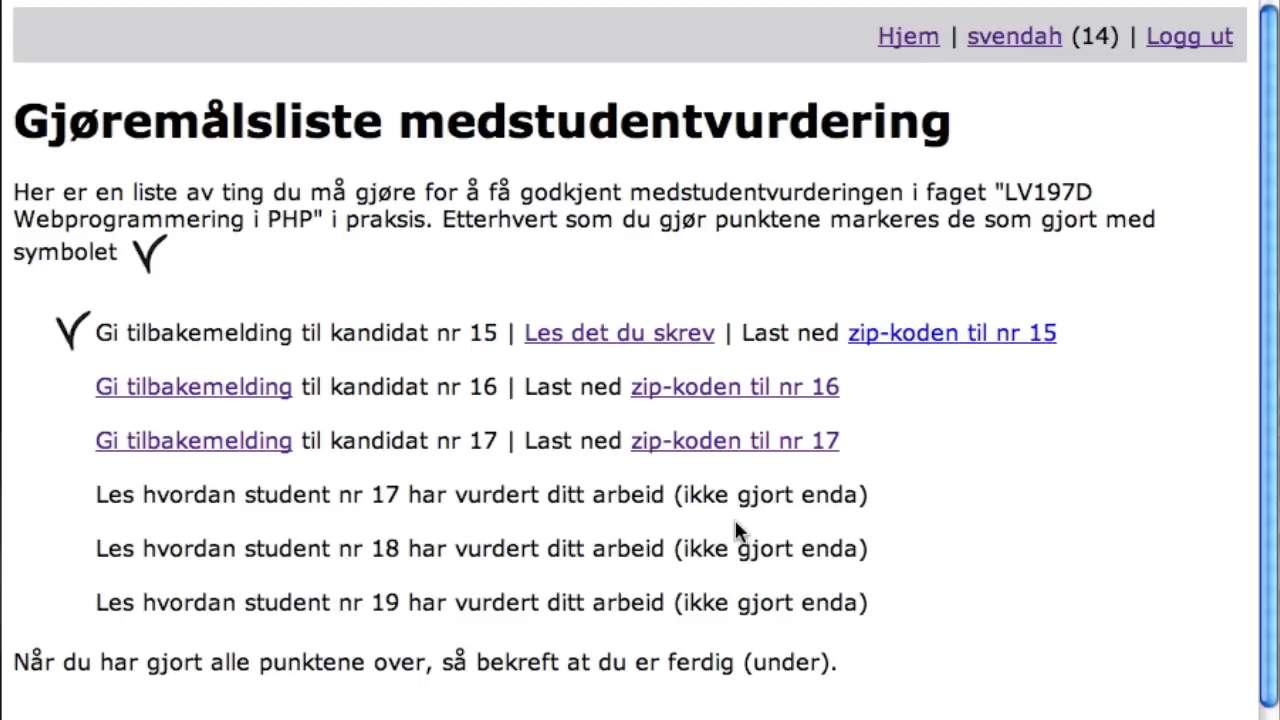 Hjem | svendah (14) | Logg ut
Gjøremålsliste medstudentvurdering
Her er en liste av ting du må gjøre for å få godkjent medstudentvurderingen i faget "LV197D
Webprogrammering i PHP" i praksis. Etterhvert som du gjør punktene markeres de som gjort med
symbolet
Gi tilbakemelding til kandidat nr 15 | Les det du skrev | Last ned zip-koden til nr 15
Gi tilbakemelding til kandidat nr 16 | Last ned zip-koden til nr 16
Gi tilbakemelding til kandidat nr 17 | Last ned zip-koden til nr 17
Les hvordan student nr 17 har vurdert ditt arbeid (ikke gjort enda)
Les hvordan student nr 18 har vurdert ditt arbeid (ikke gjort enda)
Les hvordan student nr 19 har vurdert ditt arbeid (ikke gjort enda)
Når du har gjort alle punktene over, så bekreft at du er ferdig (under).